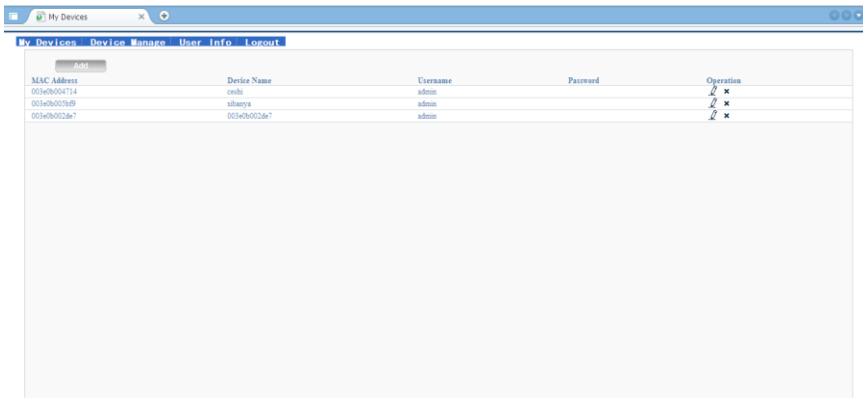 My Devices
My Devices Device Manage User Info Logout
Add
MAC Address Device Name Username Password Operation
003e0b004714 ceshi admin
003e0b005bf9 xibanya admin
003e0b002de7 003e0b002de7 admin